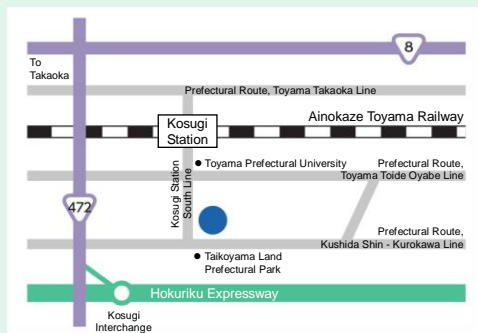 8
To
Takaoka
Prefectural Route, Toyama Takaoka Line
Ainokaze Toyama Railway
Kosugi
Station
Toyama Prefectural University
Prefectural Route,
Toyama Toide Oyabe Line
Kosugi Station
South Line
472
Prefectural Route,
Kushida Shin - Kurokawa Line
Taikoyama Land
Prefectural Park
Hokuriku Expressway
Kosugi
Interchange